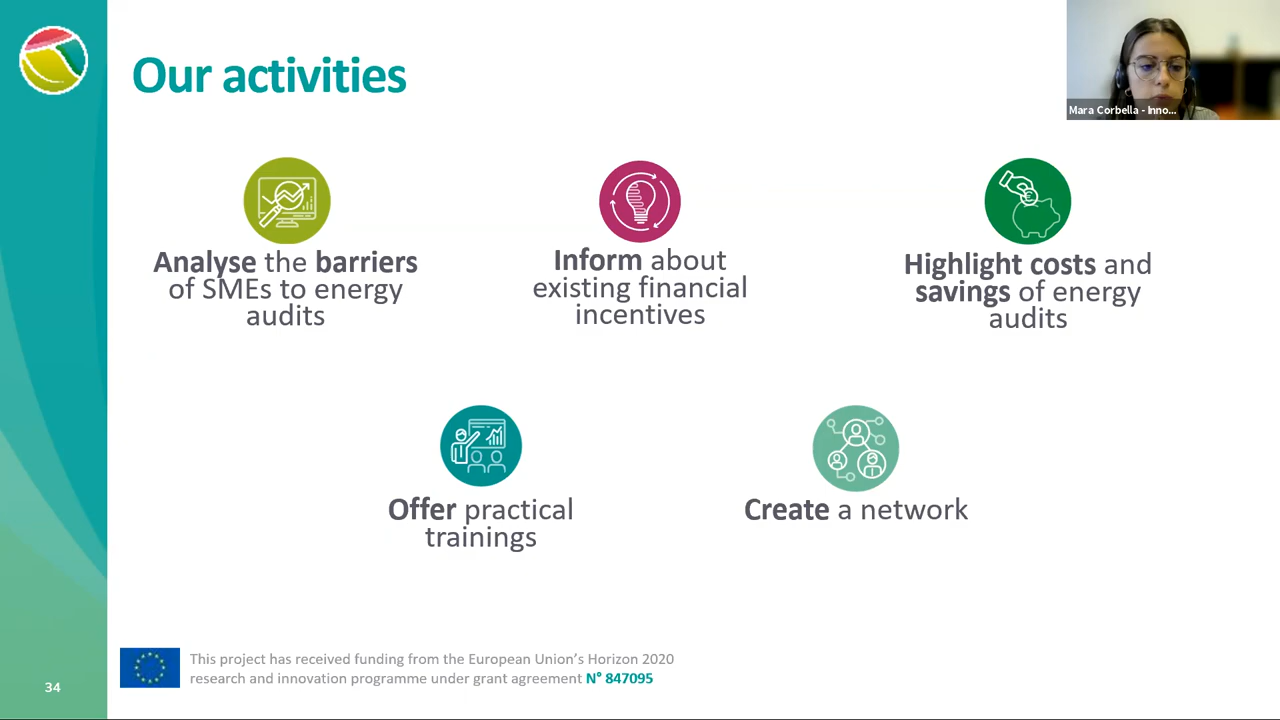 Our activities
Mara Corbella - Inno...
Analyse the barriers
of SMEs to energy
audits
Inform about
existing financial
incentives
Highlight costs and
savings of energy
audits
Offer practical
trainings
Create a network
This project has received funding from the European Union's Horizon 2020
research and innovation programme under grant agreement N° 847095
34